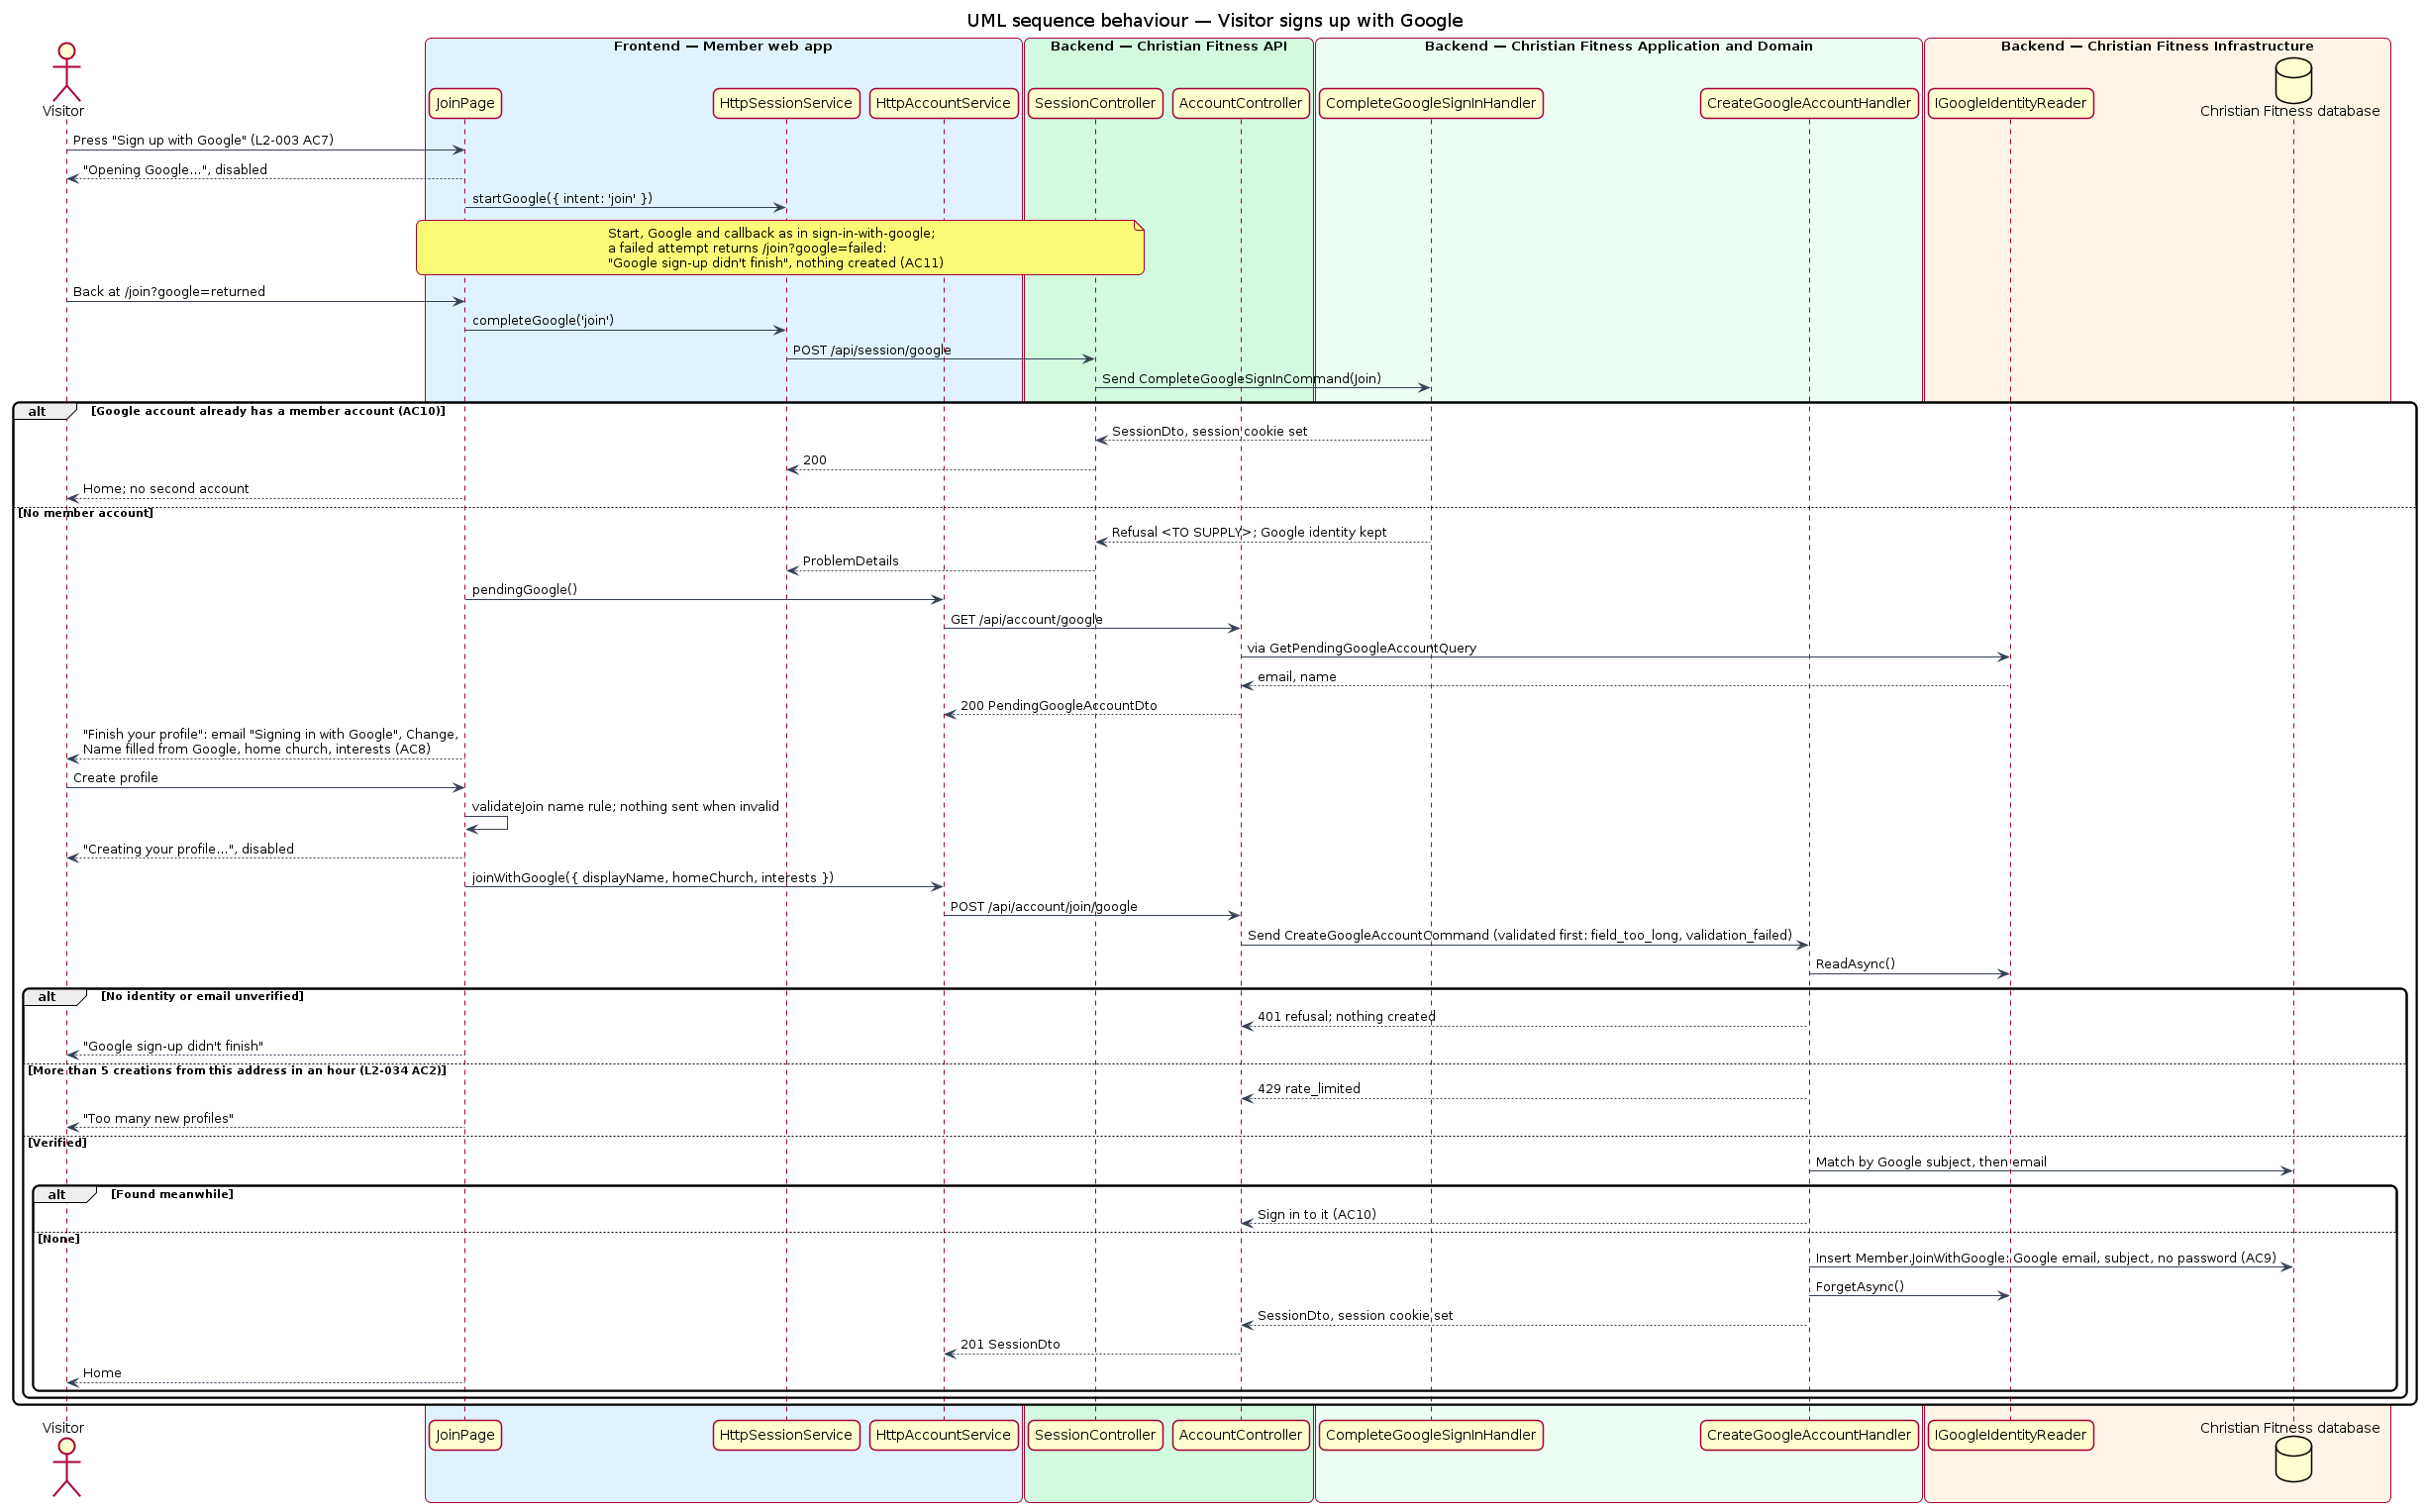 UML sequence behaviour — Visitor signs up with Google
Frontend — Member web app
Backend — Christian Fitness API
Backend — Christian Fitness Application and Domain
Backend — Christian Fitness Infrastructure
Visitor
JoinPage
HttpSessionService
HttpAccountService
SessionController
AccountController
CompleteGoogleSignInHandler
CreateGoogleAccountHandler
IGoogleIdentityReader
Christian Fitness database
Press "Sign up with Google" (L2-003 AC7)
"Opening Google...", disabled
startGoogle({ intent: 'join' })
Start, Google and callback as in sign-in-with-google;
a failed attempt returns /join?google=failed:
"Google sign-up didn't finish", nothing created (AC11)
Back at /join?google=returned
completeGoogle('join')
POST /api/session/google
Send CompleteGoogleSignInCommand(Join)
alt [Google account already has a member account (AC10)]
SessionDto, session cookie set
200
Home; no second account
[No member account]
Refusal <TO SUPPLY>; Google identity kept
ProblemDetails
pendingGoogle()
GET /api/account/google
via GetPendingGoogleAccountQuery
email, name
200 PendingGoogleAccountDto
"Finish your profile": email "Signing in with Google", Change,
Name filled from Google, home church, interests (AC8)
Create profile
validateJoin name rule; nothing sent when invalid
"Creating your profile...", disabled
joinWithGoogle({ displayName, homeChurch, interests })
POST /api/account/join/google
Send CreateGoogleAccountCommand (validated first: field_too_long, validation_failed)
ReadAsync()
alt [No identity or email unverified]
401 refusal; nothing created
"Google sign-up didn't finish"
[More than 5 creations from this address in an hour (L2-034 AC2)]
429 rate_limited
"Too many new profiles"
[Verified]
Match by Google subject, then email
alt [Found meanwhile]
Sign in to it (AC10)
[None]
Insert Member.JoinWithGoogle: Google email, subject, no password (AC9)
ForgetAsync()
SessionDto, session cookie set
201 SessionDto
Home
Visitor
JoinPage
HttpSessionService
HttpAccountService
SessionController
AccountController
CompleteGoogleSignInHandler
CreateGoogleAccountHandler
IGoogleIdentityReader
Christian Fitness database